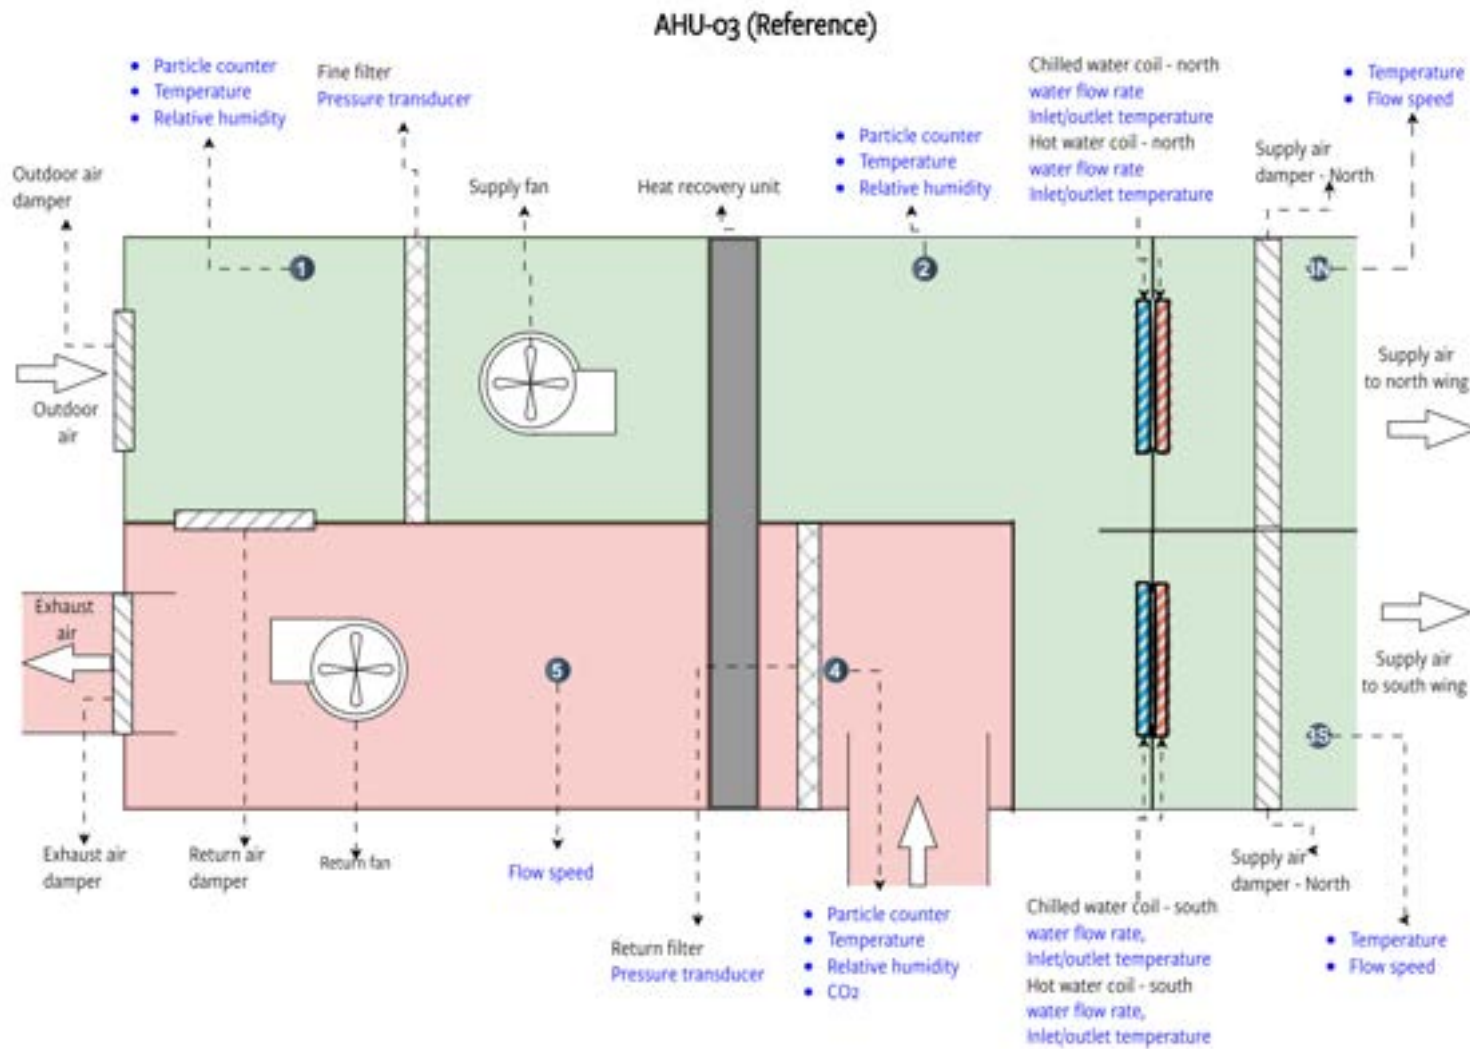 AHU-03 (Reference)
• Particle counter
• Temperature
• Relative humidity
Fine filter
Pressure transducer
Chilled water coil - north
water flow rate
Inlet/outlet temperature
Hot water coil - north
water flow rate
Inlet/outlet temperature
• Temperature
• Flow speed
• Particle counter
• Temperature
• Relative humidity
Outdoor air
damper
Supply fan
Heat recovery unit
Supply air
damper - North
1
2
3N
Outdoor
air
Supply air
to north wing
Exhaust
air
5
4
Supply air
to south wing
3S
Exhaust air
damper
Return air
damper
Return fan
Flow speed
Supply air
damper - North
Return filter
Pressure transducer
• Particle counter
• Temperature
• Relative humidity
• CO2
Chilled water coil - south
water flow rate,
Inlet/outlet temperature
Hot water coil - south
water flow rate,
Inlet/outlet temperature
• Temperature
• Flow speed